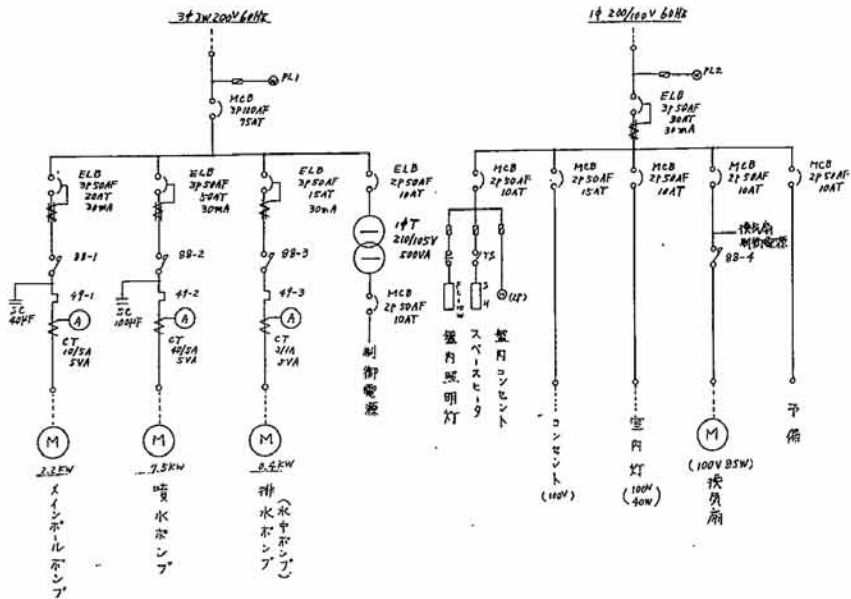 3φ3W 200V 60Hz
PL1
MCB
3P100AF
75AT
ELB
3P50AF
20AT
30mA
88-1
SC
40μF
49-1
A
CT
10/5A
5VA
M
2.2KW
メインポールポンプ
ELB
3P50AF
50AT
30mA
88-2
SC
100μF
49-2
A
CT
40/5A
5VA
M
7.5KW
噴水ポンプ
ELB
3P50AF
15AT
30mA
88-3
49-3
A
CT
5VA
M
0.4KW
排水ポンプ
(水中ポンプ)
ELB
2P50AF
10AT
1φT
210/105V
500VA
MCB
2P50AF
10AT
制御電源
1φ 200/100V 60Hz
PL2
ELB
3P50AF
30AT
30mA
MCB
2P50AF
10AT
盤内照明灯
SH
スペースヒータ
(2P)
盤内コンセント
MCB
2P50AF
15AT
コンセント
(100V)
MCB
2P50AF
10AT
室内灯
(100V
40W)
MCB
2P50AF
10AT
換気扇
制御電源
88-4
M
(100V 85W)
換気扇
MCB
2P50AF
10AT
予備